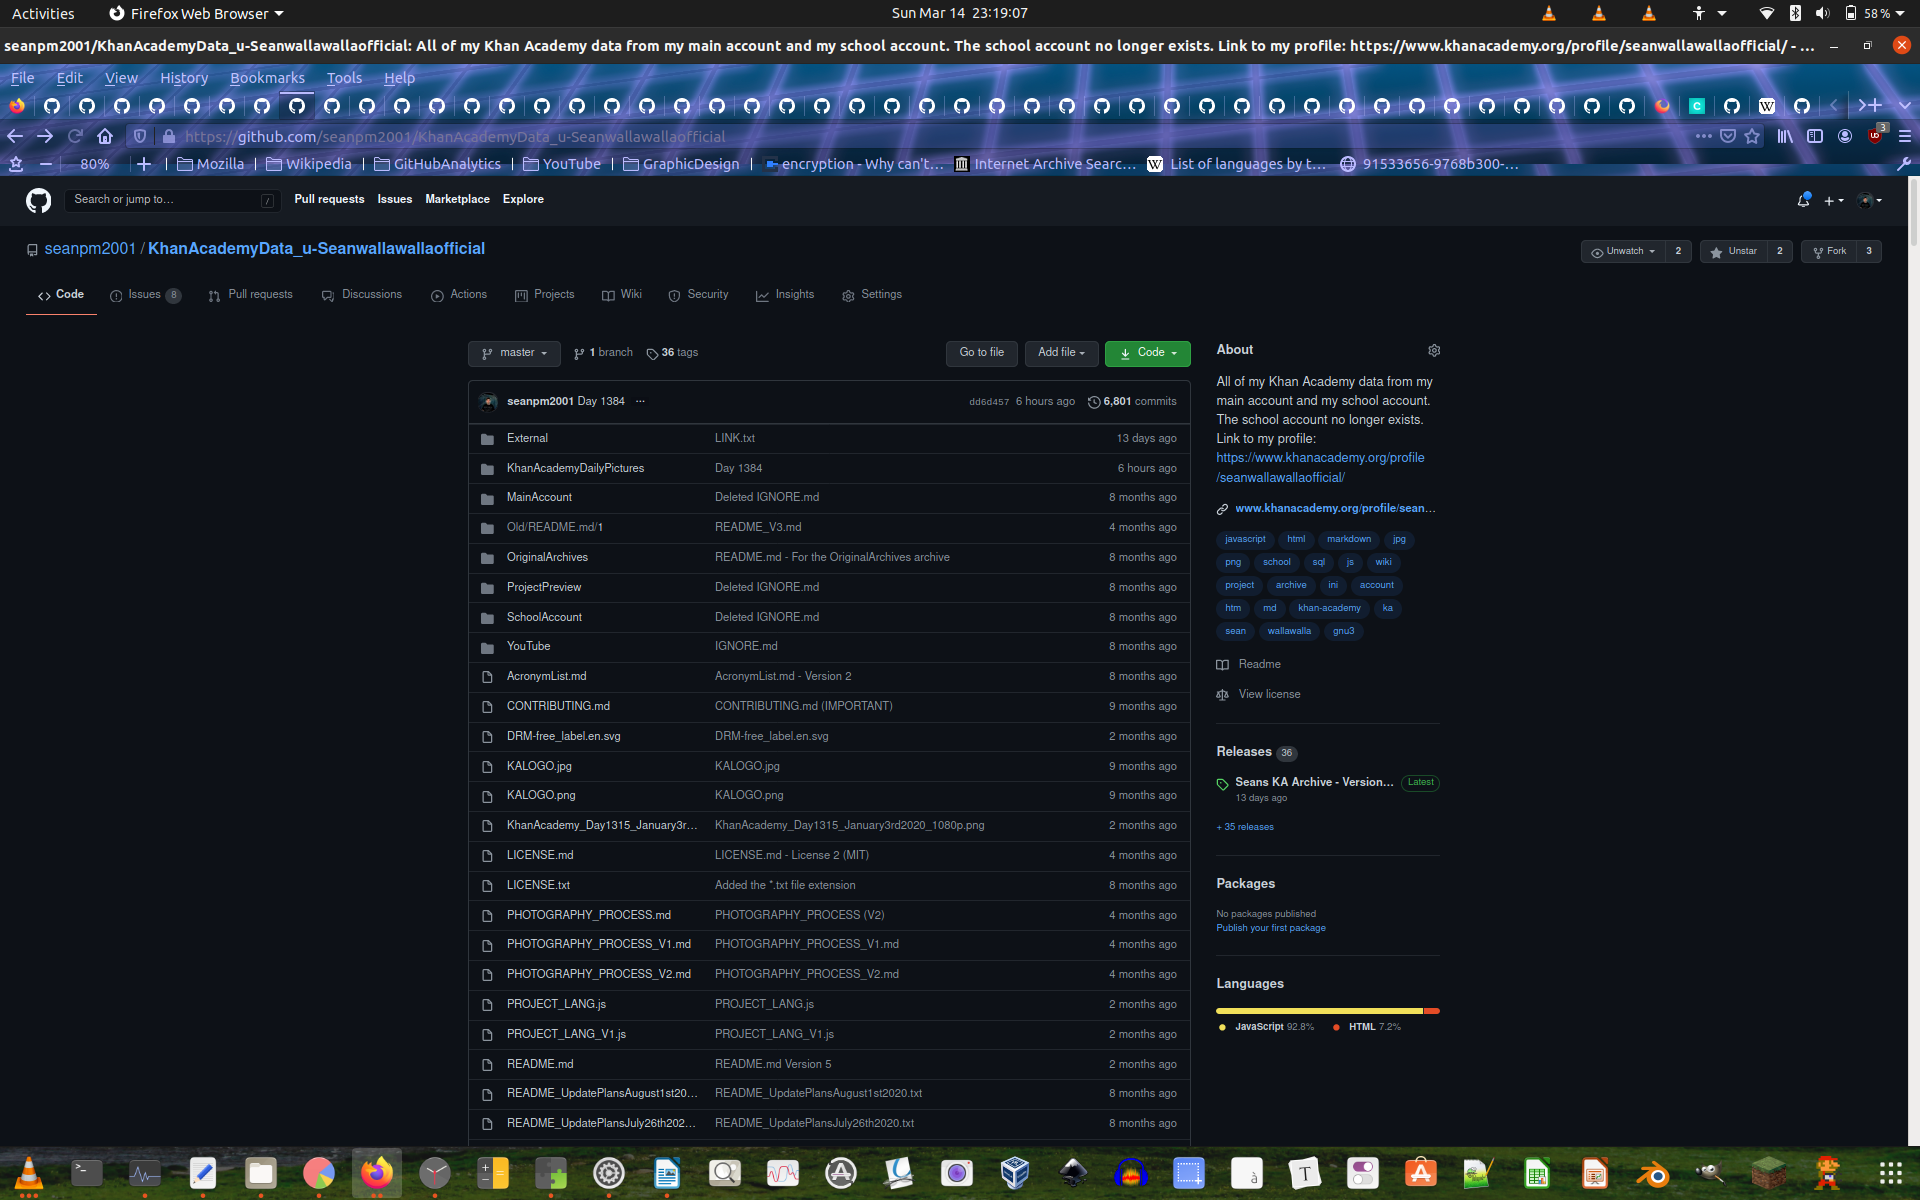 Activities Firefox Web Browser Sun Mar 14 23:19:07 58 %
seanpm2001/KhanAcademyData_u-Seanwallawallaofficial: All of my Khan Academy data from my main account and my school account. The school account no longer exists. Link to my profile: https://www.khanacademy.org/profile/seanwallawallaofficial/ - ...
File Edit View History Bookmarks Tools Help
https://github.com/seanpm2001/KhanAcademyData_u-Seanwallawallaofficial 3
80% Mozilla Wikipedia GitHubAnalytics YouTube GraphicDesign encryption - Why can't... Internet Archive Searc... List of languages by t... 91533656-9768b300-...
Search or jump to... / Pull requests Issues Marketplace Explore
seanpm2001 / KhanAcademyData_u-Seanwallawallaofficial Unwatch 2 Unstar 2 Fork 3
Code Issues 8 Pull requests Discussions Actions Projects Wiki Security Insights Settings
master 1 branch 36 tags Go to file Add file Code
seanpm2001 Day 1384 ... dd6d457 6 hours ago 6,801 commits
External LINK.txt 13 days ago
KhanAcademyDailyPictures Day 1384 6 hours ago
MainAccount Deleted IGNORE.md 8 months ago
Old/README.md/1 README_V3.md 4 months ago
OriginalArchives README.md - For the OriginalArchives archive 8 months ago
ProjectPreview Deleted IGNORE.md 8 months ago
SchoolAccount Deleted IGNORE.md 8 months ago
YouTube IGNORE.md 8 months ago
AcronymList.md AcronymList.md - Version 2 8 months ago
CONTRIBUTING.md CONTRIBUTING.md (IMPORTANT) 9 months ago
DRM-free_label.en.svg DRM-free_label.en.svg 2 months ago
KALOGO.jpg KALOGO.jpg 9 months ago
KALOGO.png KALOGO.png 9 months ago
KhanAcademy_Day1315_January3r... KhanAcademy_Day1315_January3rd2020_1080p.png 2 months ago
LICENSE.md LICENSE.md - License 2 (MIT) 4 months ago
LICENSE.txt Added the *.txt file extension 8 months ago
PHOTOGRAPHY_PROCESS.md PHOTOGRAPHY_PROCESS (V2) 4 months ago
PHOTOGRAPHY_PROCESS_V1.md PHOTOGRAPHY_PROCESS_V1.md 4 months ago
PHOTOGRAPHY_PROCESS_V2.md PHOTOGRAPHY_PROCESS_V2.md 4 months ago
PROJECT_LANG.js PROJECT_LANG.js 2 months ago
PROJECT_LANG_V1.js PROJECT_LANG_V1.js 2 months ago
README.md README.md Version 5 2 months ago
README_UpdatePlansAugust1st20... README_UpdatePlansAugust1st2020.txt 8 months ago
README_UpdatePlansJuly26th202... README_UpdatePlansJuly26th2020.txt 8 months ago
About
All of my Khan Academy data from my
main account and my school account.
The school account no longer exists.
Link to my profile:
https://www.khanacademy.org/profile
/seanwallawallaofficial/
www.khanacademy.org/profile/sean...
javascript html markdown jpg
png school sql js wiki
project archive ini account
htm md khan-academy ka
sean wallawalla gnu3
Readme
View license
Releases 36
Seans KA Archive - Version... Latest
13 days ago
+ 35 releases
Packages
No packages published
Publish your first package
Languages
JavaScript 92.8% HTML 7.2%